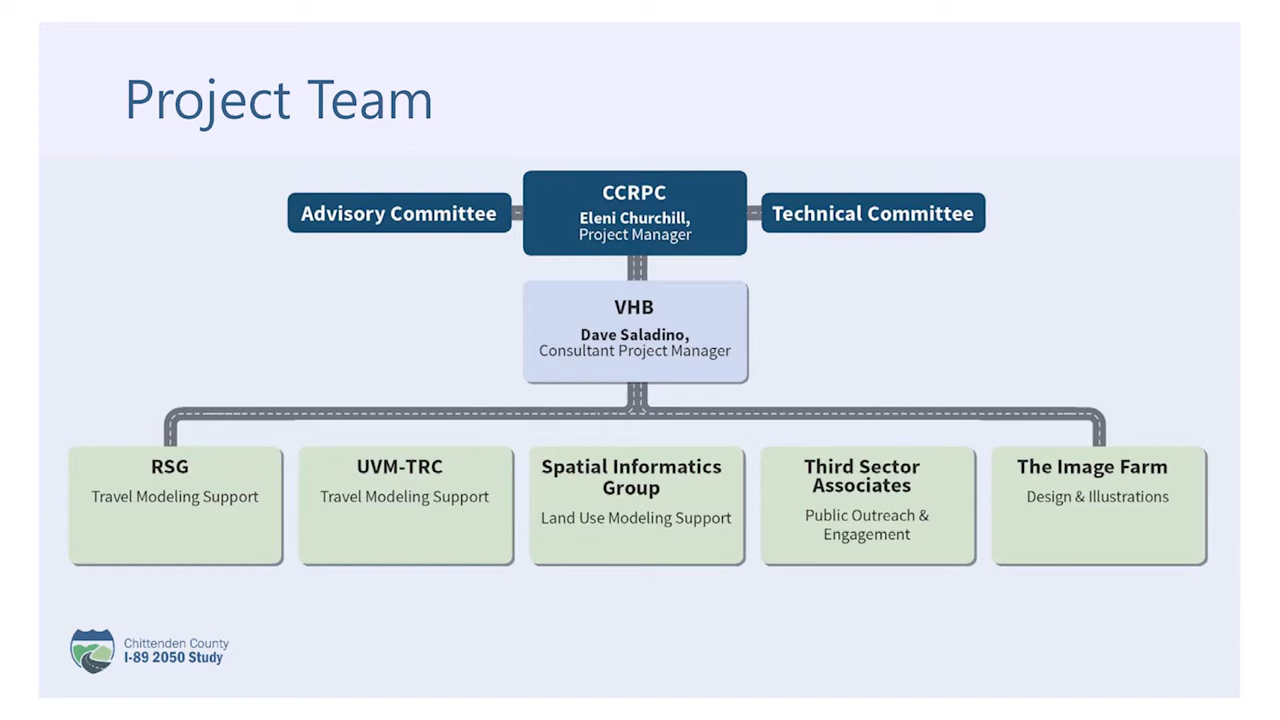 Project Team
CCRPC
Advisory Committee
Eleni Churchill,
Project Manager
Technical Committee
VHB
Dave Saladino,
Consultant Project Manager
RSG
Travel Modeling Support
UVM-TRC
Travel Modeling Support
Spatial Informatics
Group
Land Use Modeling Support
Third Sector
Associates
Public Outreach &
Engagement
The Image Farm
Design & Illustrations
Chittenden County
I-89 2050 Study